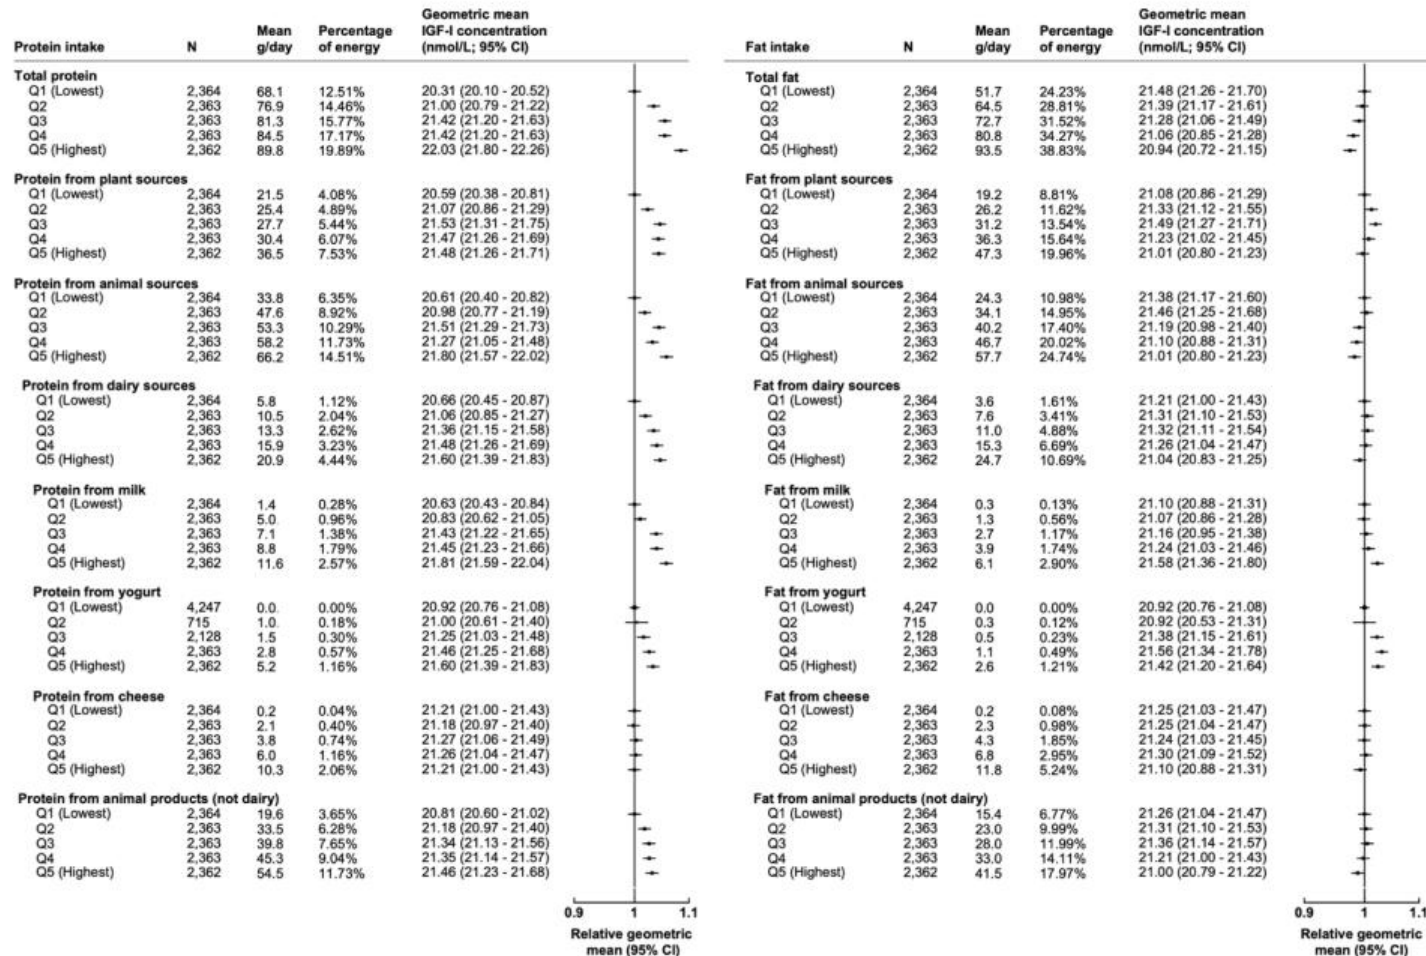 Protein intake N Mean g/day Percentage of energy Geometric mean IGF-I concentration (nmol/L; 95% CI)
Total protein
Q1 (Lowest) 2,364 68.1 12.51% 20.31 (20.10 - 20.52)
Q2 2,363 76.9 14.46% 21.00 (20.79 - 21.22)
Q3 2,363 81.3 15.77% 21.42 (21.20 - 21.63)
Q4 2,363 84.5 17.17% 21.42 (21.20 - 21.63)
Q5 (Highest) 2,362 89.8 19.89% 22.03 (21.80 - 22.26)
Protein from plant sources
Q1 (Lowest) 2,364 21.5 4.08% 20.59 (20.38 - 20.81)
Q2 2,363 25.4 4.89% 21.07 (20.86 - 21.29)
Q3 2,363 27.7 5.44% 21.53 (21.31 - 21.75)
Q4 2,363 30.4 6.07% 21.47 (21.26 - 21.69)
Q5 (Highest) 2,362 36.5 7.53% 21.48 (21.26 - 21.71)
Protein from animal sources
Q1 (Lowest) 2,364 33.8 6.35% 20.61 (20.40 - 20.82)
Q2 2,363 47.6 8.92% 20.98 (20.77 - 21.19)
Q3 2,363 53.3 10.29% 21.51 (21.29 - 21.73)
Q4 2,363 58.2 11.73% 21.27 (21.05 - 21.48)
Q5 (Highest) 2,362 66.2 14.51% 21.80 (21.57 - 22.02)
Protein from dairy sources
Q1 (Lowest) 2,364 5.8 1.12% 20.66 (20.45 - 20.87)
Q2 2,363 10.5 2.04% 21.06 (20.85 - 21.27)
Q3 2,363 13.3 2.62% 21.36 (21.15 - 21.58)
Q4 2,363 15.9 3.23% 21.48 (21.26 - 21.69)
Q5 (Highest) 2,362 20.9 4.44% 21.60 (21.39 - 21.83)
Protein from milk
Q1 (Lowest) 2,364 1.4 0.28% 20.63 (20.43 - 20.84)
Q2 2,363 5.0 0.96% 20.83 (20.62 - 21.05)
Q3 2,363 7.1 1.38% 21.43 (21.22 - 21.65)
Q4 2,363 8.8 1.79% 21.45 (21.23 - 21.66)
Q5 (Highest) 2,362 11.6 2.57% 21.81 (21.59 - 22.04)
Protein from yogurt
Q1 (Lowest) 4,247 0.0 0.00% 20.92 (20.76 - 21.08)
Q2 715 1.0 0.18% 21.00 (20.61 - 21.40)
Q3 2,128 1.5 0.30% 21.25 (21.03 - 21.48)
Q4 2,363 2.8 0.57% 21.46 (21.25 - 21.68)
Q5 (Highest) 2,362 5.2 1.16% 21.60 (21.39 - 21.83)
Protein from cheese
Q1 (Lowest) 2,364 0.2 0.04% 21.21 (21.00 - 21.43)
Q2 2,363 2.1 0.40% 21.18 (20.97 - 21.40)
Q3 2,363 3.8 0.74% 21.27 (21.06 - 21.49)
Q4 2,363 6.0 1.16% 21.26 (21.04 - 21.47)
Q5 (Highest) 2,362 10.3 2.06% 21.21 (21.00 - 21.43)
Protein from animal products (not dairy)
Q1 (Lowest) 2,364 19.6 3.65% 20.81 (20.60 - 21.02)
Q2 2,363 33.5 6.28% 21.18 (20.97 - 21.40)
Q3 2,363 39.8 7.65% 21.34 (21.13 - 21.56)
Q4 2,363 45.3 9.04% 21.35 (21.14 - 21.57)
Q5 (Highest) 2,362 54.5 11.73% 21.46 (21.23 - 21.68)
0.9 1 1.1
Relative geometric
mean (95% CI)
Fat intake N Mean g/day Percentage of energy Geometric mean IGF-I concentration (nmol/L; 95% CI)
Total fat
Q1 (Lowest) 2,364 51.7 24.23% 21.48 (21.26 - 21.70)
Q2 2,363 64.5 28.81% 21.39 (21.17 - 21.61)
Q3 2,363 72.7 31.52% 21.28 (21.06 - 21.49)
Q4 2,363 80.8 34.27% 21.06 (20.85 - 21.28)
Q5 (Highest) 2,362 93.5 38.83% 20.94 (20.72 - 21.15)
Fat from plant sources
Q1 (Lowest) 2,364 19.2 8.81% 21.08 (20.86 - 21.29)
Q2 2,363 26.2 11.62% 21.33 (21.12 - 21.55)
Q3 2,363 31.2 13.54% 21.49 (21.27 - 21.71)
Q4 2,363 36.3 15.64% 21.23 (21.02 - 21.45)
Q5 (Highest) 2,362 47.3 19.96% 21.01 (20.80 - 21.23)
Fat from animal sources
Q1 (Lowest) 2,364 24.3 10.98% 21.38 (21.17 - 21.60)
Q2 2,363 34.1 14.95% 21.46 (21.25 - 21.68)
Q3 2,363 40.2 17.40% 21.19 (20.98 - 21.40)
Q4 2,363 46.7 20.02% 21.10 (20.88 - 21.31)
Q5 (Highest) 2,362 57.7 24.74% 21.01 (20.80 - 21.23)
Fat from dairy sources
Q1 (Lowest) 2,364 3.6 1.61% 21.21 (21.00 - 21.43)
Q2 2,363 7.6 3.41% 21.31 (21.10 - 21.53)
Q3 2,363 11.0 4.88% 21.32 (21.11 - 21.54)
Q4 2,363 15.3 6.69% 21.26 (21.04 - 21.47)
Q5 (Highest) 2,362 24.7 10.69% 21.04 (20.83 - 21.25)
Fat from milk
Q1 (Lowest) 2,364 0.3 0.13% 21.10 (20.88 - 21.31)
Q2 2,363 1.3 0.56% 21.07 (20.86 - 21.28)
Q3 2,363 2.7 1.17% 21.16 (20.95 - 21.38)
Q4 2,363 3.9 1.74% 21.24 (21.03 - 21.46)
Q5 (Highest) 2,362 6.1 2.90% 21.58 (21.36 - 21.80)
Fat from yogurt
Q1 (Lowest) 4,247 0.0 0.00% 20.92 (20.76 - 21.08)
Q2 715 0.3 0.12% 20.92 (20.53 - 21.31)
Q3 2,128 0.5 0.23% 21.38 (21.15 - 21.61)
Q4 2,363 1.1 0.49% 21.56 (21.34 - 21.78)
Q5 (Highest) 2,362 2.6 1.21% 21.42 (21.20 - 21.64)
Fat from cheese
Q1 (Lowest) 2,364 0.2 0.08% 21.25 (21.03 - 21.47)
Q2 2,363 2.3 0.98% 21.25 (21.04 - 21.47)
Q3 2,363 4.3 1.85% 21.24 (21.03 - 21.45)
Q4 2,363 6.8 2.95% 21.30 (21.09 - 21.52)
Q5 (Highest) 2,362 11.8 5.24% 21.10 (20.88 - 21.31)
Fat from animal products (not dairy)
Q1 (Lowest) 2,364 15.4 6.77% 21.26 (21.04 - 21.47)
Q2 2,363 23.0 9.99% 21.31 (21.10 - 21.53)
Q3 2,363 28.0 11.99% 21.36 (21.14 - 21.57)
Q4 2,363 33.0 14.11% 21.21 (21.00 - 21.43)
Q5 (Highest) 2,362 41.5 17.97% 21.00 (20.79 - 21.22)
0.9 1 1.1
Relative geometric
mean (95% CI)